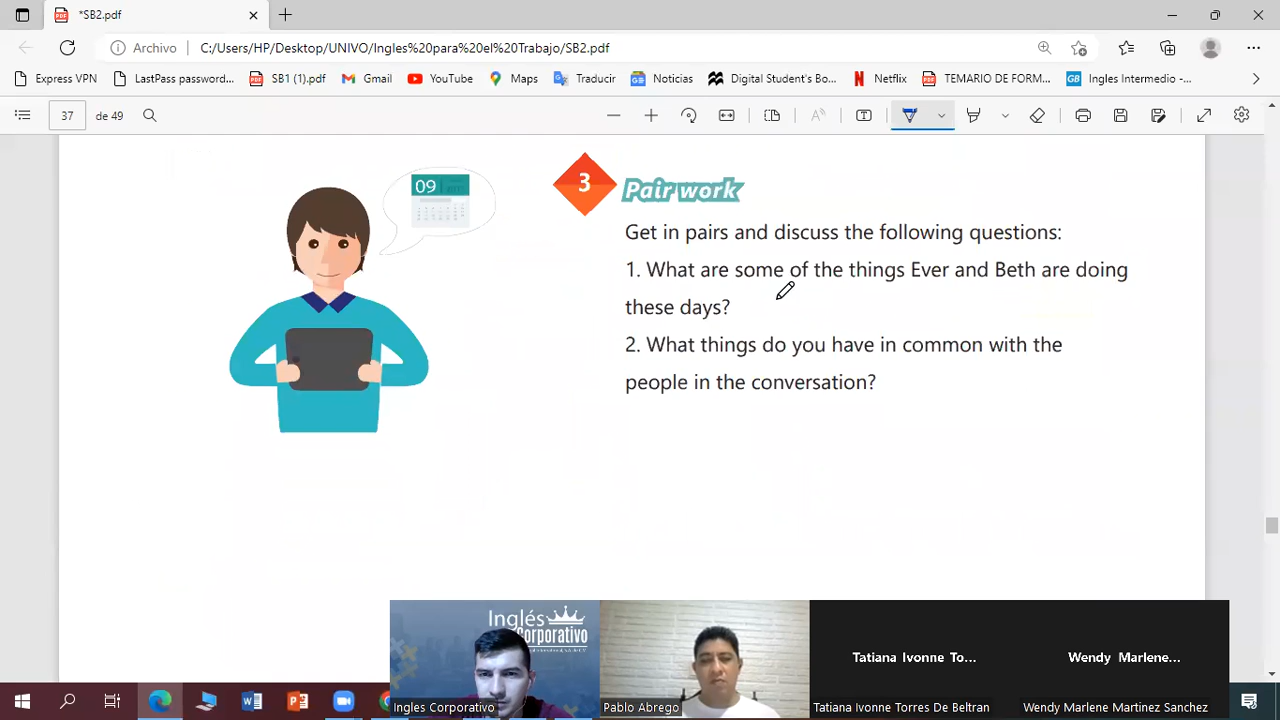 *SB2.pdf
Archivo C:/Users/HP/Desktop/UNIVO/Ingles%20para%20el%20Trabajo/SB2.pdf
Express VPN LastPass password... SB1 (1).pdf Gmail YouTube Maps Traducir Noticias Digital Student's Bo... Netflix TEMARIO DE FORM... Ingles Intermedio -...
37 de 49
09
3 Pair work
Get in pairs and discuss the following questions:
1. What are some of the things Ever and Beth are doing
these days?
2. What things do you have in common with the
people in the conversation?
Inglés
Corporativo
Tatiana Ivonne To... Wendy Marlene...
Ingles Corporativo Pablo Abrego Tatiana Ivonne Torres De Beltran Wendy Marlene Martinez Sanchez